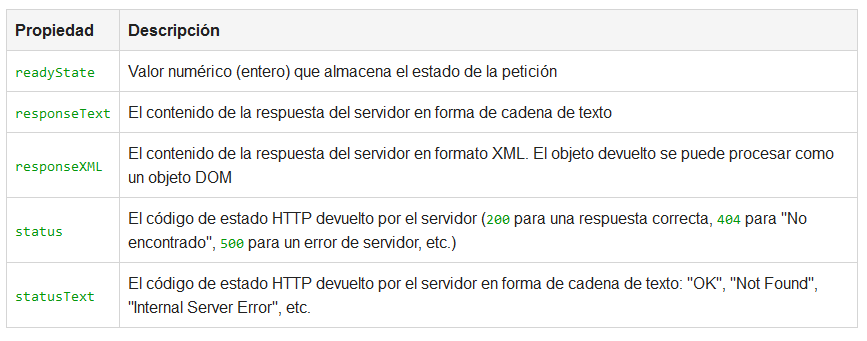 Propiedad Descripción
readyState Valor numérico (entero) que almacena el estado de la petición
responseText El contenido de la respuesta del servidor en forma de cadena de texto
responseXML El contenido de la respuesta del servidor en formato XML. El objeto devuelto se puede procesar como
un objeto DOM
status El código de estado HTTP devuelto por el servidor (200 para una respuesta correcta, 404 para "No
encontrado", 500 para un error de servidor, etc.)
statusText El código de estado HTTP devuelto por el servidor en forma de cadena de texto: "OK", "Not Found",
"Internal Server Error", etc.